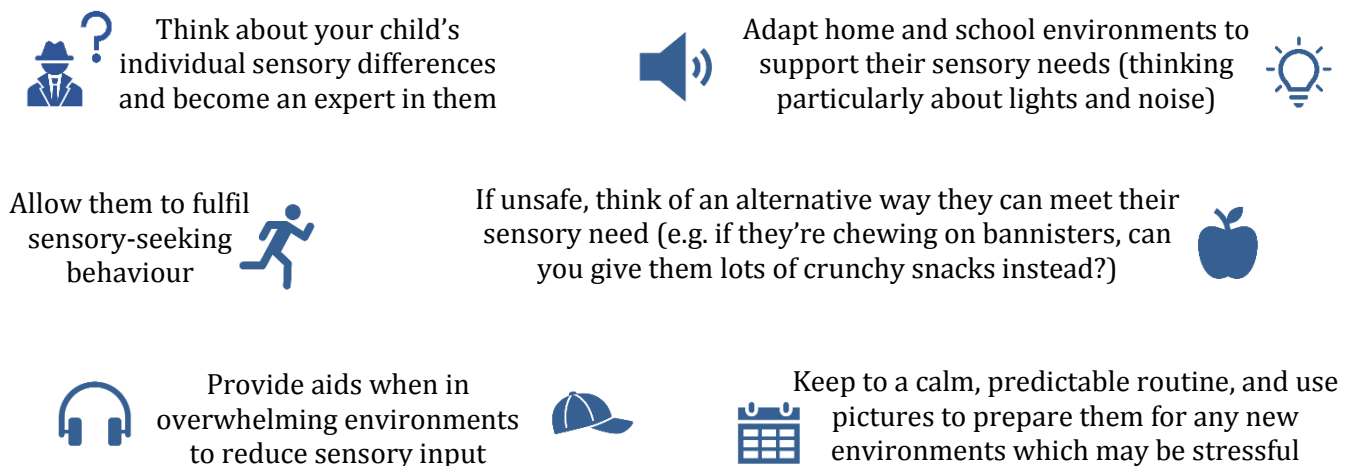 Think about your child's
individual sensory differences
and become an expert in them
Adapt home and school environments to
support their sensory needs (thinking
particularly about lights and noise)
Allow them to fulfil
sensory-seeking
behaviour
If unsafe, think of an alternative way they can meet their
sensory need (e.g. if they're chewing on bannisters, can
you give them lots of crunchy snacks instead?)
Provide aids when in
overwhelming environments
to reduce sensory input
Keep to a calm, predictable routine, and use
pictures to prepare them for any new
environments which may be stressful